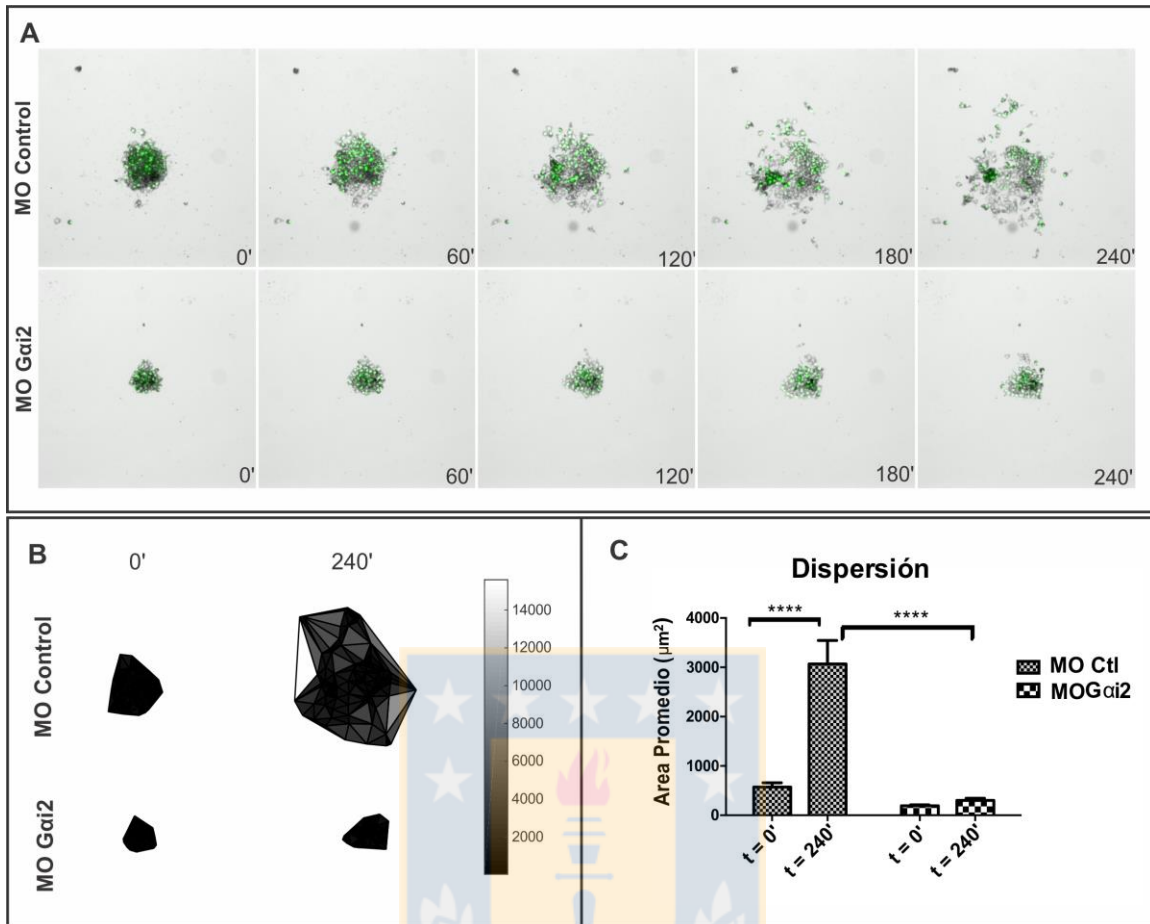 A
MO Control
0'
60'
120'
180'
240'
MO Gαi2
0'
60'
120'
180'
240'
B
0'
240'
MO Control
MO Gαi2
14000
12000
10000
8000
6000
4000
2000
C
Dispersión
Area Promedio (μm²)
4000
3000
2000
1000
0
****
****
MO Ctl
MOGαi2
t = 0'
t = 240'
t = 0'
t = 240'